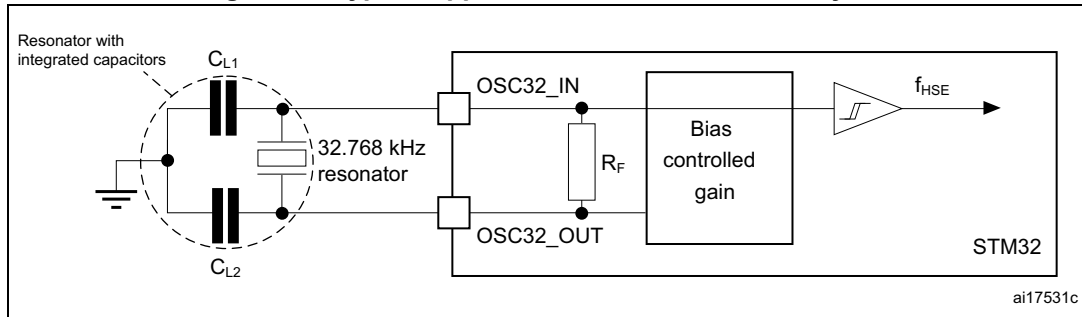 Resonator with
integrated capacitors
CL1
OSC32_IN
fHSE
32.768 kHz
resonator
RF
Bias
controlled
gain
OSC32_OUT
CL2
STM32
ai17531c